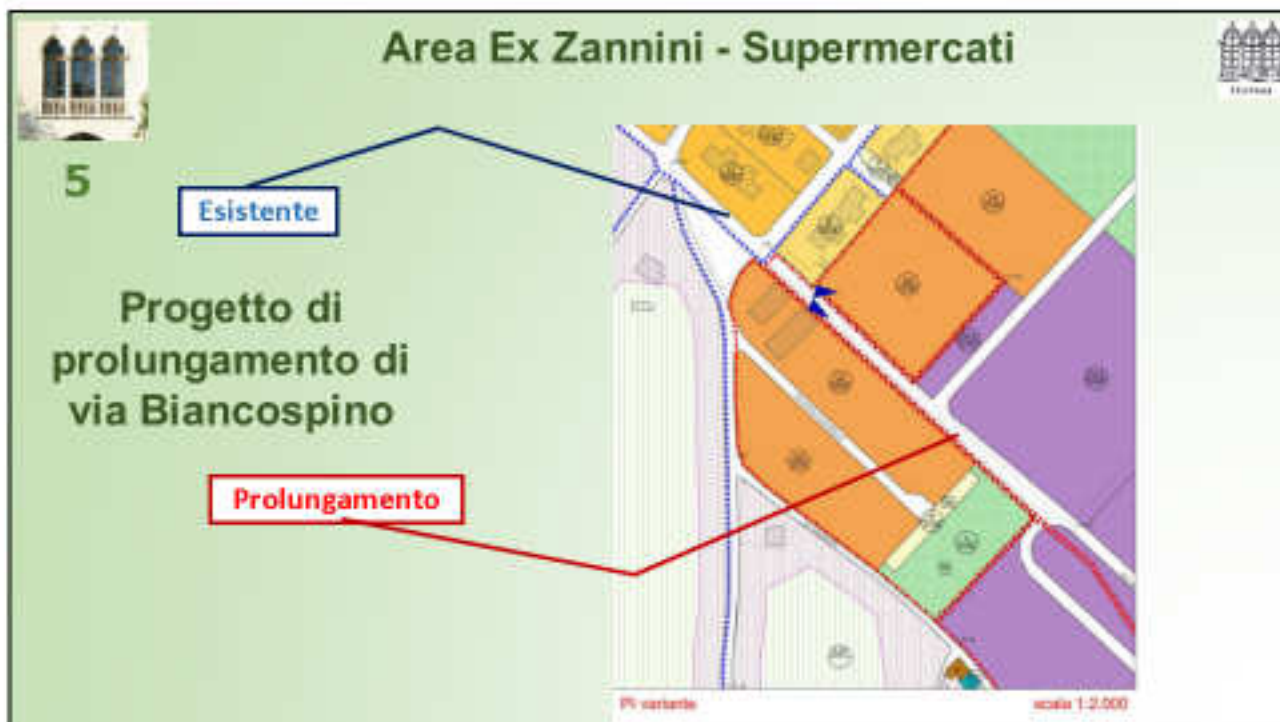 Area Ex Zannini - Supermercati
5
Esistente
Progetto di
prolungamento di
via Biancospino
Prolungamento
PI variante
scala 1:2.000